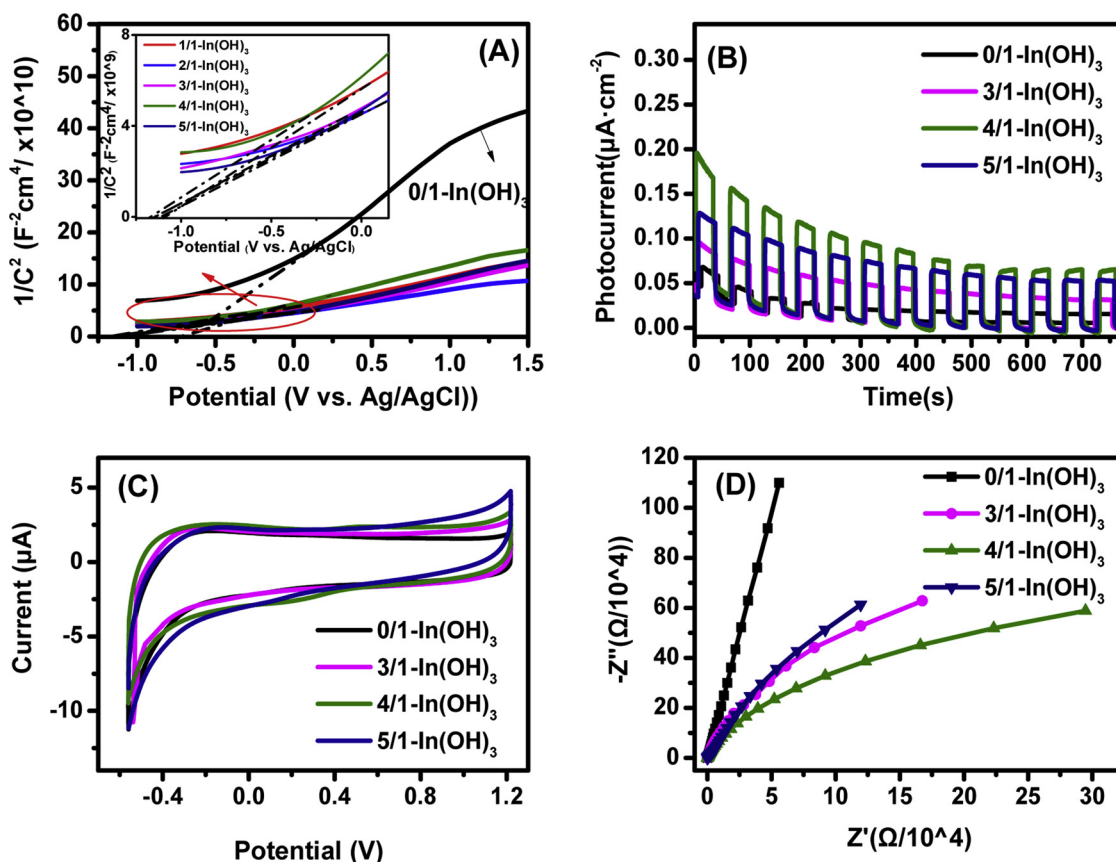 (A)
1/C² (F⁻²cm⁴/ x10^10)
60
50
40
35
30
25
20
15
10
5
0
-1.0
-0.5
0.0
0.5
1.0
1.5
Potential (V vs. Ag/AgCl))
0/1-In(OH)₃
1/C² (F⁻²cm⁴/ x10^9)
8
4
0
-1.0
-0.5
0.0
Potential (V vs. Ag/AgCl)
1/1-In(OH)₃
2/1-In(OH)₃
3/1-In(OH)₃
4/1-In(OH)₃
5/1-In(OH)₃
(B)
Photocurrent(μA·cm⁻²)
0.30
0.25
0.20
0.15
0.10
0.05
0.00
0
100
200
300
400
500
600
700
Time(s)
0/1-In(OH)₃
3/1-In(OH)₃
4/1-In(OH)₃
5/1-In(OH)₃
(C)
Current (μA)
5
0
-5
-10
-0.4
0.0
0.4
0.8
1.2
Potential (V)
0/1-In(OH)₃
3/1-In(OH)₃
4/1-In(OH)₃
5/1-In(OH)₃
(D)
-Z''(Ω/10^4))
120
100
80
60
40
20
0
0
5
10
15
20
25
30
Z'(Ω/10^4)
0/1-In(OH)₃
3/1-In(OH)₃
4/1-In(OH)₃
5/1-In(OH)₃